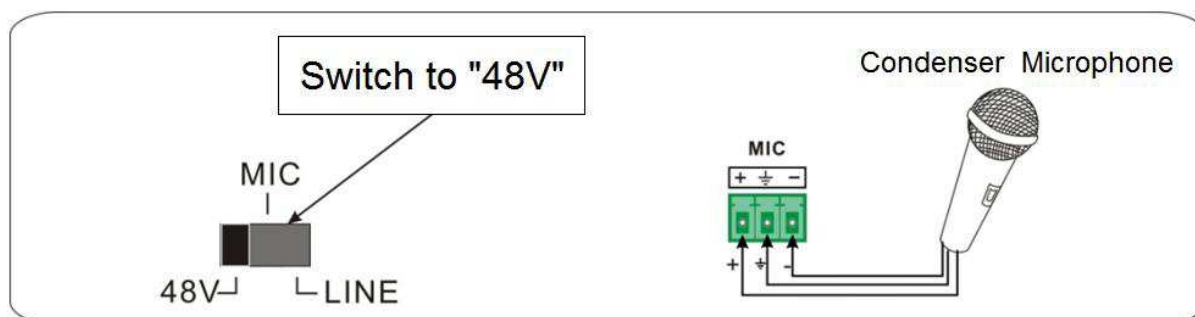 Switch to "48V"
Condenser Microphone
MIC
MIC
+ ⏚ −
+ ⏚ −
48V
LINE